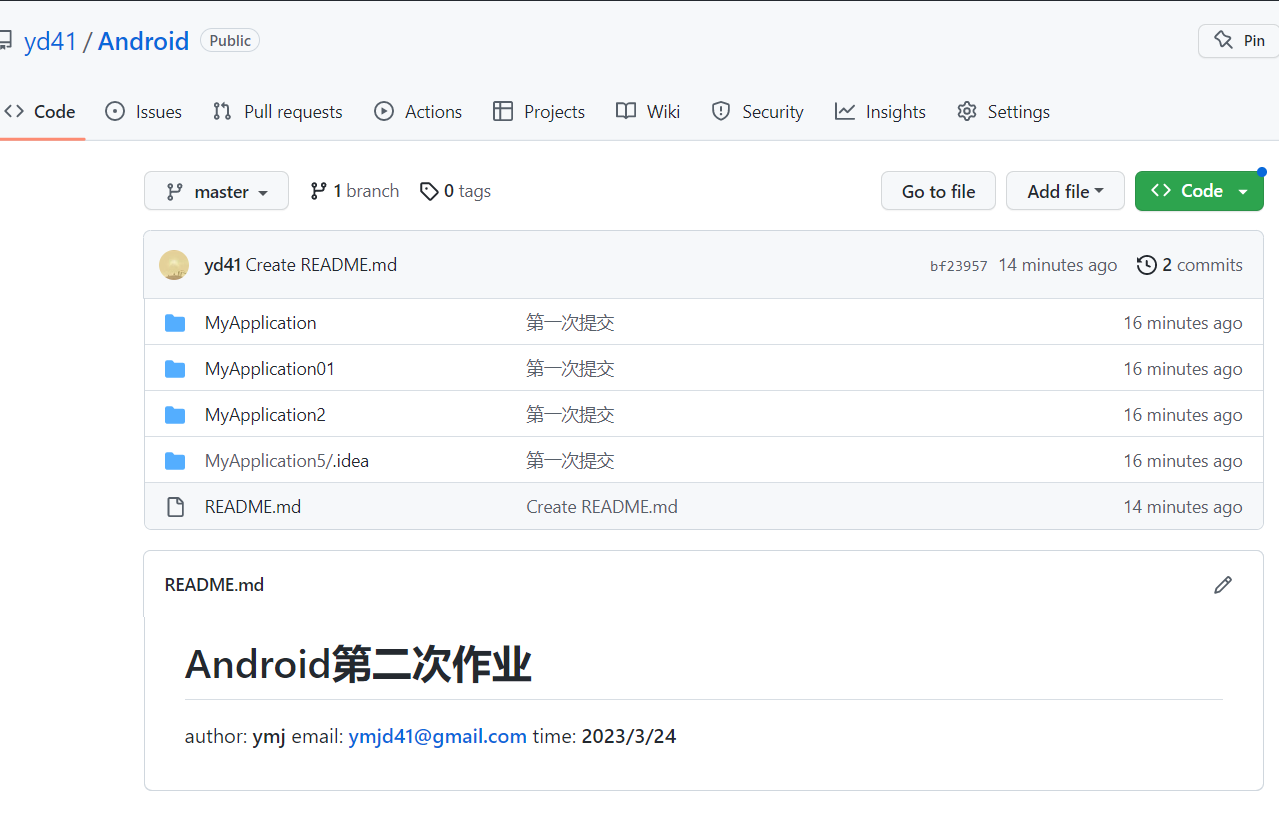 yd41 / Android Public Pin
Code Issues Pull requests Actions Projects Wiki Security Insights Settings
master 1 branch 0 tags Go to file Add file Code
yd41 Create README.md bf23957 14 minutes ago 2 commits
MyApplication 第一次提交 16 minutes ago
MyApplication01 第一次提交 16 minutes ago
MyApplication2 第一次提交 16 minutes ago
MyApplication5/.idea 第一次提交 16 minutes ago
README.md Create README.md 14 minutes ago
README.md
Android第二次作业
author: ymj email: ymjd41@gmail.com time: 2023/3/24